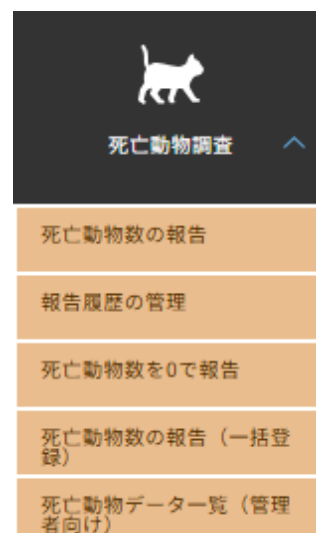 死亡動物調査
死亡動物数の報告
報告履歴の管理
死亡動物数を0で報告
死亡動物数の報告（一括登
録）
死亡動物データ一覧（管理
者向け）